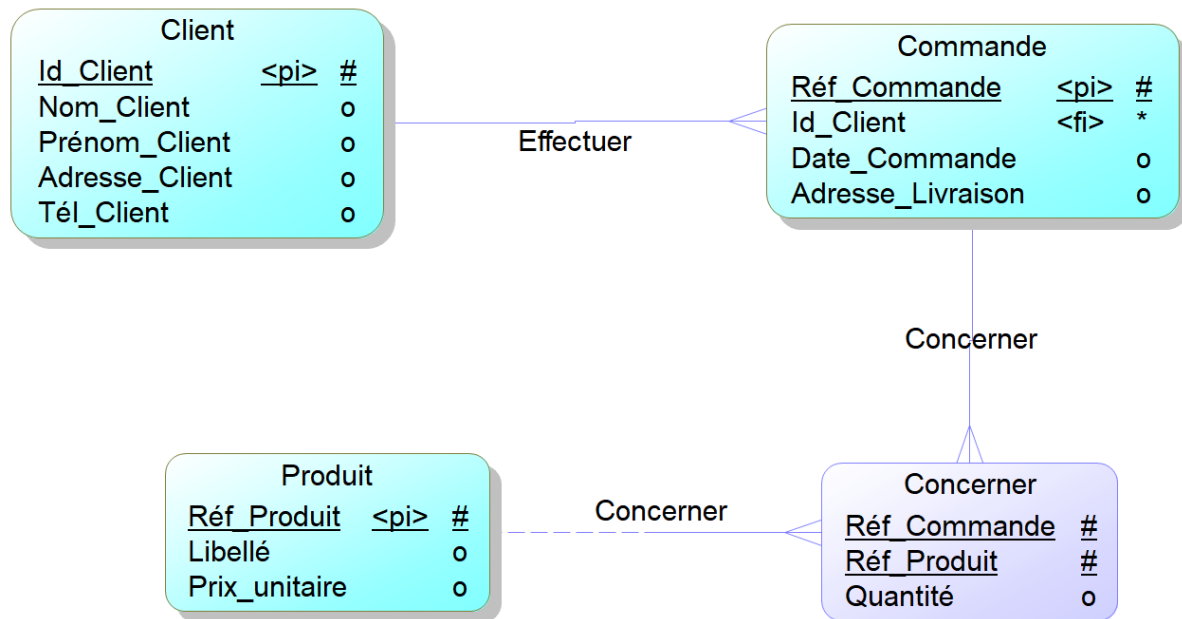 Client
Id_Client <pi> #
Nom_Client o
Prénom_Client o
Adresse_Client o
Tél_Client o
Effectuer
Commande
Réf_Commande <pi> #
Id_Client <fi> *
Date_Commande o
Adresse_Livraison o
Concerner
Produit
Réf_Produit <pi> #
Libellé o
Prix_unitaire o
Concerner
Concerner
Réf_Commande #
Réf_Produit #
Quantité o